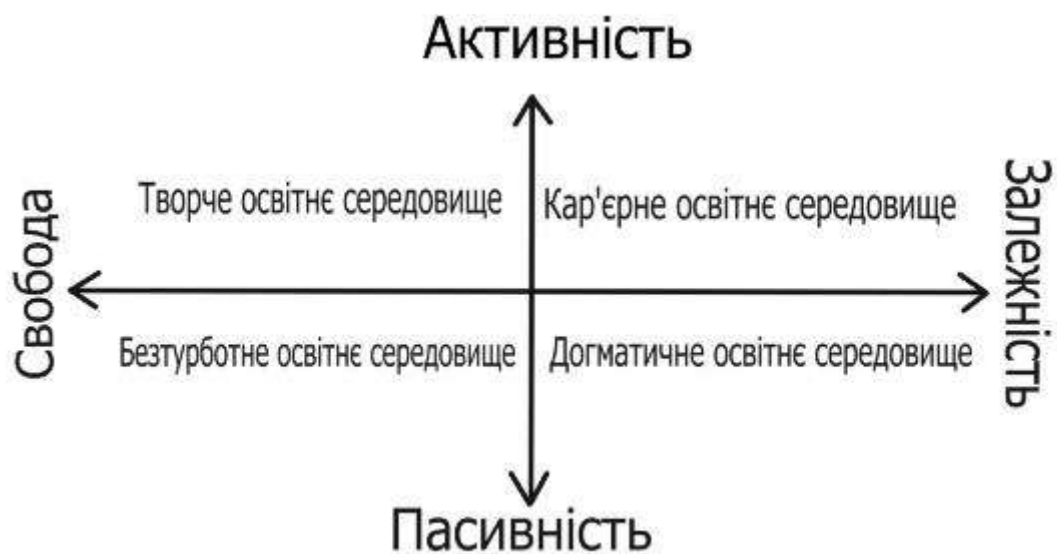 Активність
Творче освітнє середовище
Кар'єрне освітнє середовище
Свобода
Залежність
Безтурботне освітнє середовище
Догматичне освітнє середовище
Пасивність